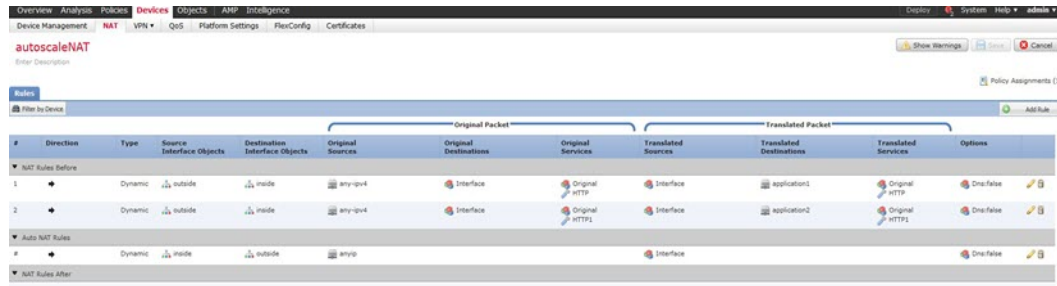 Overview Analysis Policies Devices Objects AMP Intelligence Deploy System Help ▾ admin ▾
Device Management NAT VPN ▾ QoS Platform Settings FlexConfig Certificates
autoscaleNAT Show Warnings Save Cancel
Enter Description
Policy Assignments (
Rules
Filter by Device Add Rule
Original Packet Translated Packet
# Direction Type Source Interface Objects Destination Interface Objects Original Sources Original Destinations Original Services Translated Sources Translated Destinations Translated Services Options
▼ NAT Rules Before
1 Dynamic outside inside any-ipv4 Interface Original HTTP Interface application1 Original HTTP Dns:false
2 Dynamic outside inside any-ipv4 Interface Original HTTP1 Interface application2 Original HTTP1 Dns:false
▼ Auto NAT Rules
# Dynamic inside outside anyip Interface Dns:false
▼ NAT Rules After